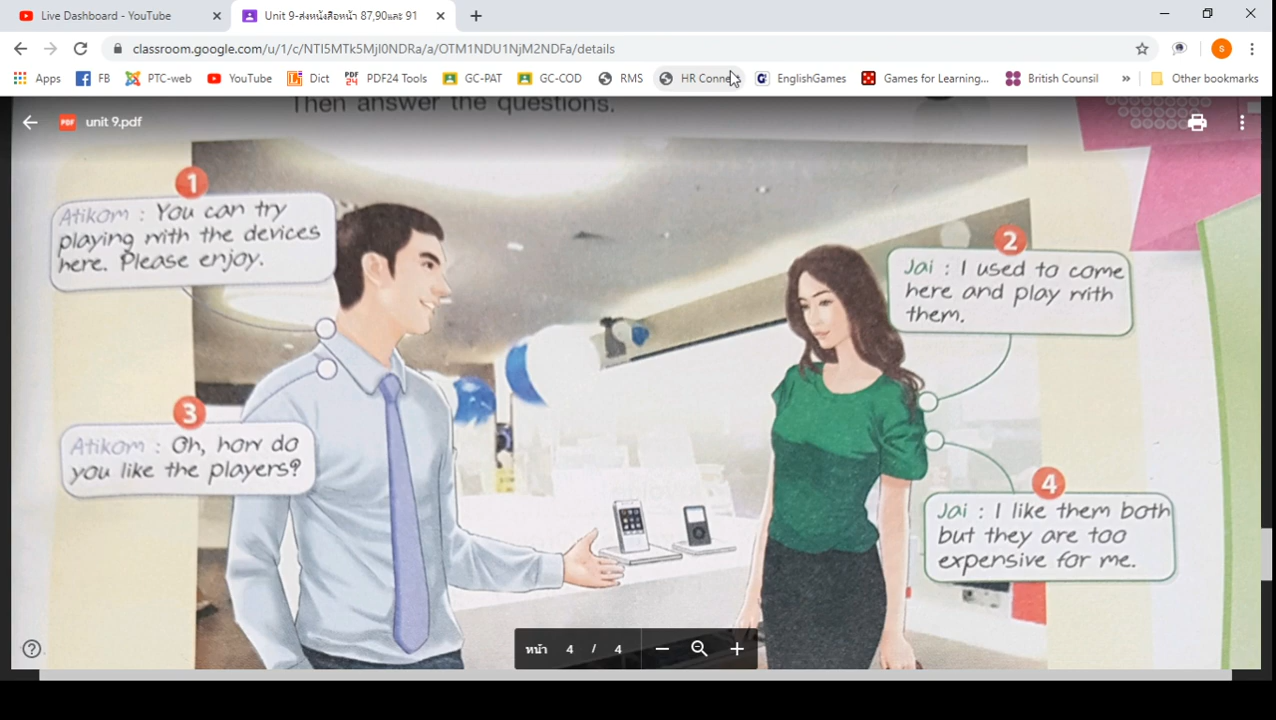 Live Dashboard - YouTube
Unit 9-ส่งหนังสือหน้า 87,90และ 91
classroom.google.com/u/1/c/NTI5MTk5MjI0NDRa/a/OTM1NDU1NjM2NDFa/details
Apps
FB
PTC-web
YouTube
Dict
PDF24 Tools
GC-PAT
GC-COD
RMS
HR Conne
EnglishGames
Games for Learning...
British Counsil
Other bookmarks
Then answer the questions.
unit 9.pdf
1
Atikom : You can try
playing with the devices
here. Please enjoy.
2
Jai : I used to come
here and play with
them.
3
Atikom : Oh, how do
you like the players?
4
Jai : I like them both
but they are too
expensive for me.
หน้า 4 / 4